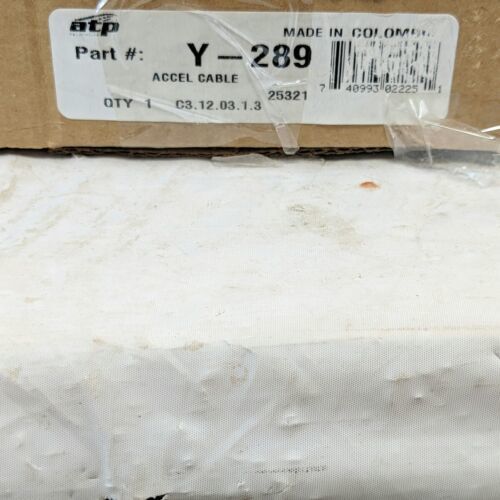 atp
MADE IN COLOMB
Part #: Y-289
ACCEL CABLE
25321
7 40993 02225 1
QTY 1 C3.12.03.1.3